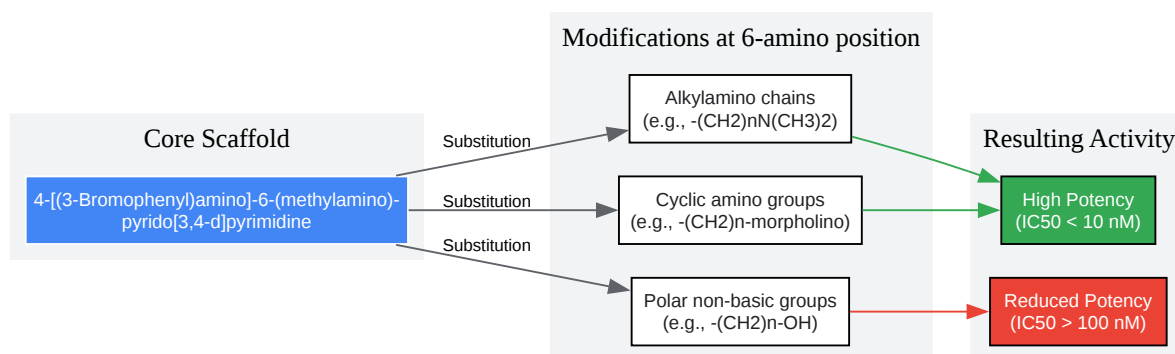 Core Scaffold
4-[(3-Bromophenyl)amino]-6-(methylamino)-
pyrido[3,4-d]pyrimidine
Substitution
Substitution
Substitution
Modifications at 6-amino position
Alkylamino chains
(e.g., -(CH2)nN(CH3)2)
Cyclic amino groups
(e.g., -(CH2)n-morpholino)
Polar non-basic groups
(e.g., -(CH2)n-OH)
Resulting Activity
High Potency
(IC50 < 10 nM)
Reduced Potency
(IC50 > 100 nM)